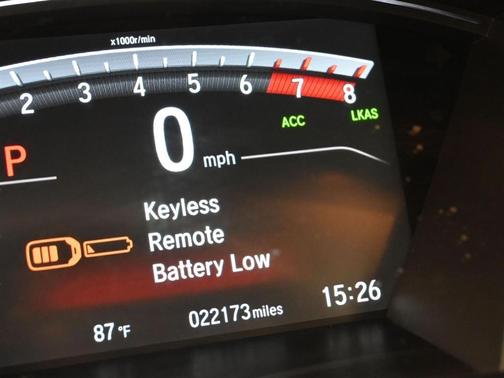 x1000r/min
2 3 4 5 6 7 8
ACC LKAS
P 0 mph
Keyless
Remote
Battery Low
87°F 022173 miles 15:26